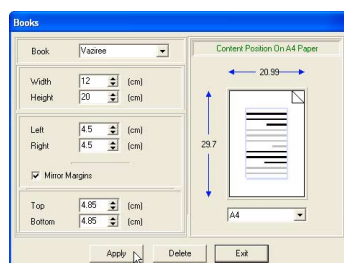 Books
Book Vaziree
Width 12 (cm)
Height 20 (cm)
Left 4.5 (cm)
Right 4.5 (cm)
Mirror Margins
Top 4.85 (cm)
Bottom 4.85 (cm)
Content Position On A4 Paper
20.99
29.7
A4
Apply Delete Exit